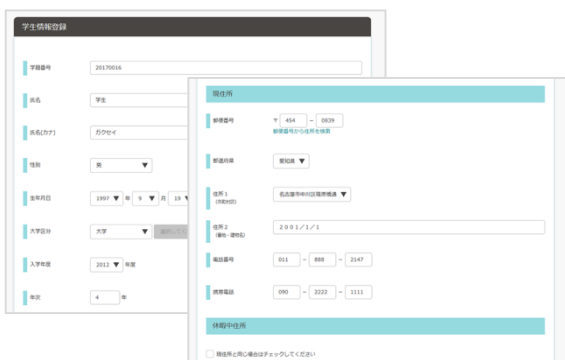 学生情報登録
学籍番号 20170016
氏名 学生
氏名(カナ) ガクセイ
性別 男 ▼
生年月日 1997 ▼ 年 9 ▼ 月 19
大学区分 大学 ▼
入学年度 2012 ▼ 年度
年次 4 年
現住所
郵便番号 〒 454 - 0839
郵便番号から住所を検索
都道府県 愛知県 ▼
住所1 名古屋市中川区篠原橋通 ▼
(市町村区)
住所2 2001/1/1
(番地・建物名)
電話番号 011 - 888 - 2147
携帯電話 090 - 2222 - 1111
休暇中住所
現住所と同じ場合はチェックしてください